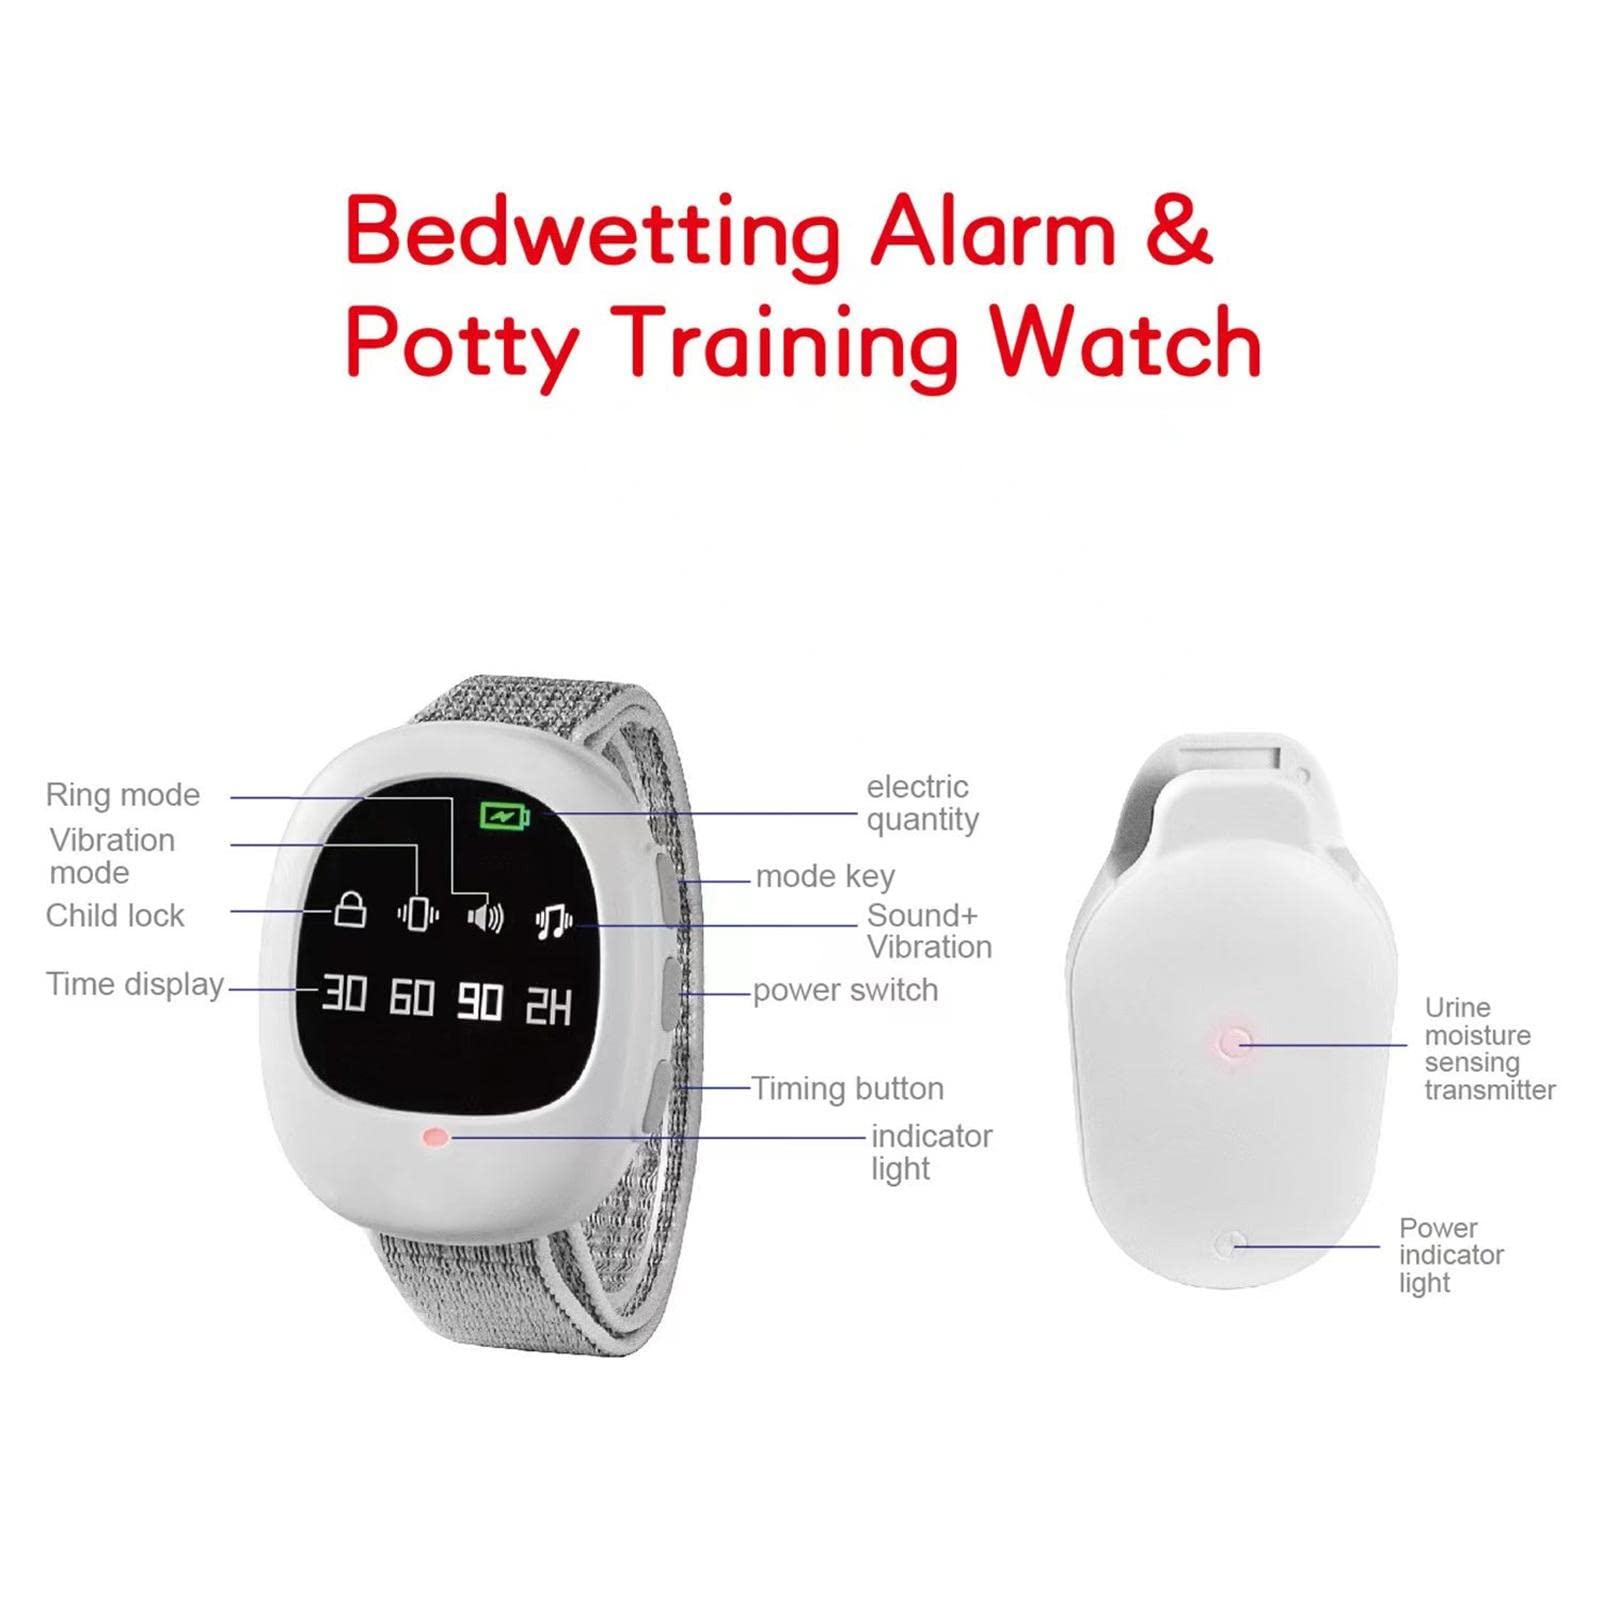 Bedwetting Alarm &
Potty Training Watch
Ring mode
Vibration
mode
Child lock
Time display
30 60 90 2H
electric
quantity
mode key
Sound+
Vibration
power switch
Timing button
indicator
light
Urine
moisture
sensing
transmitter
Power
indicator
light